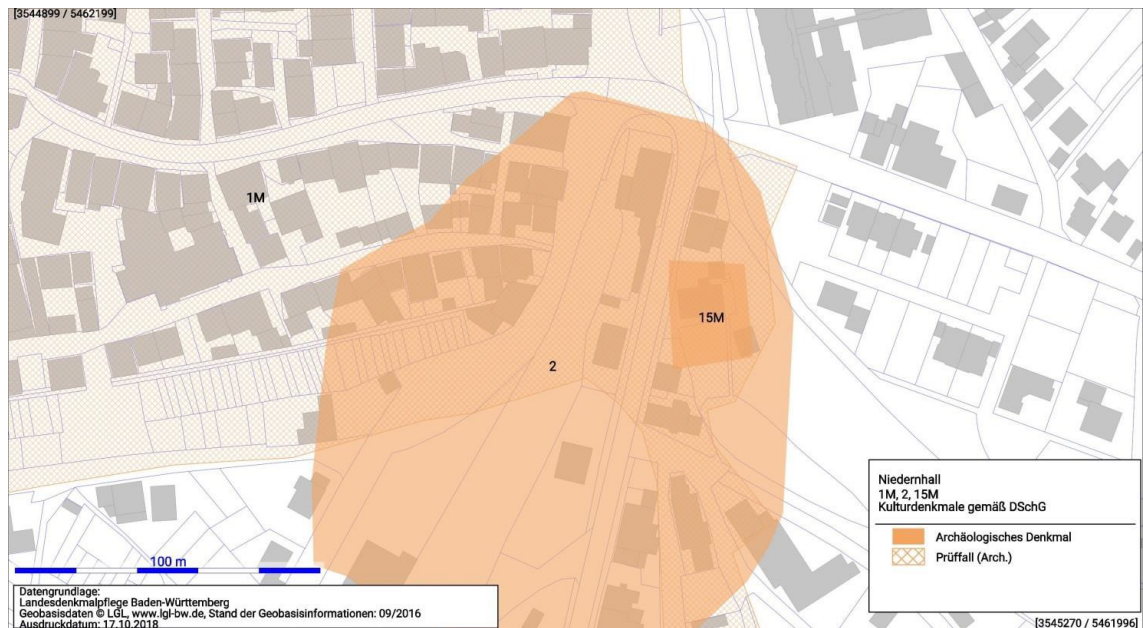 [3544899 / 5462199]
1M
15M
2
Niedernhall
1M, 2, 15M
Kulturdenkmale gemäß DSchG
Archäologisches Denkmal
Prüffall (Arch.)
100 m
Datengrundlage:
Landesdenkmalpflege Baden-Württemberg
Geobasisdaten © LGL, www.lgl-bw.de, Stand der Geobasisinformationen: 09/2016
Ausdruckdatum: 17.10.2018
[3545270 / 5461996]